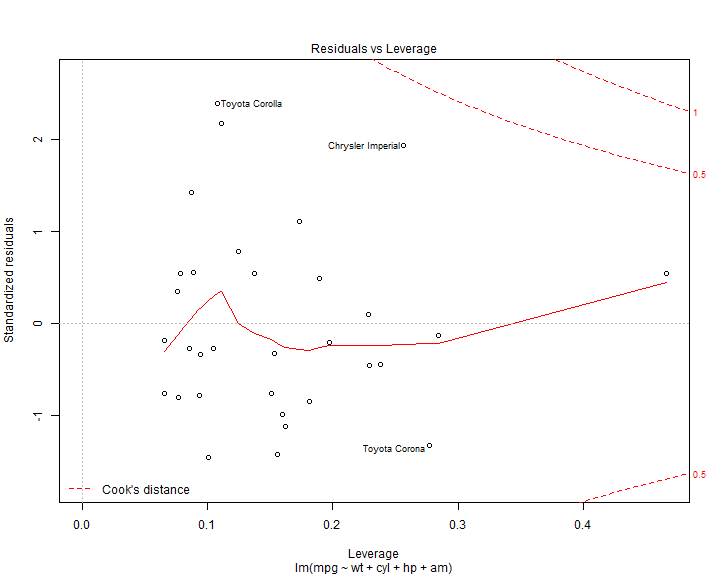 Residuals vs Leverage
Toyota Corolla
Chrysler Imperial
Toyota Corona
Cook's distance
Standardized residuals
2
1
0
-1
1
0.5
0.5
0.0
0.1
0.2
0.3
0.4
Leverage
lm(mpg ~ wt + cyl + hp + am)